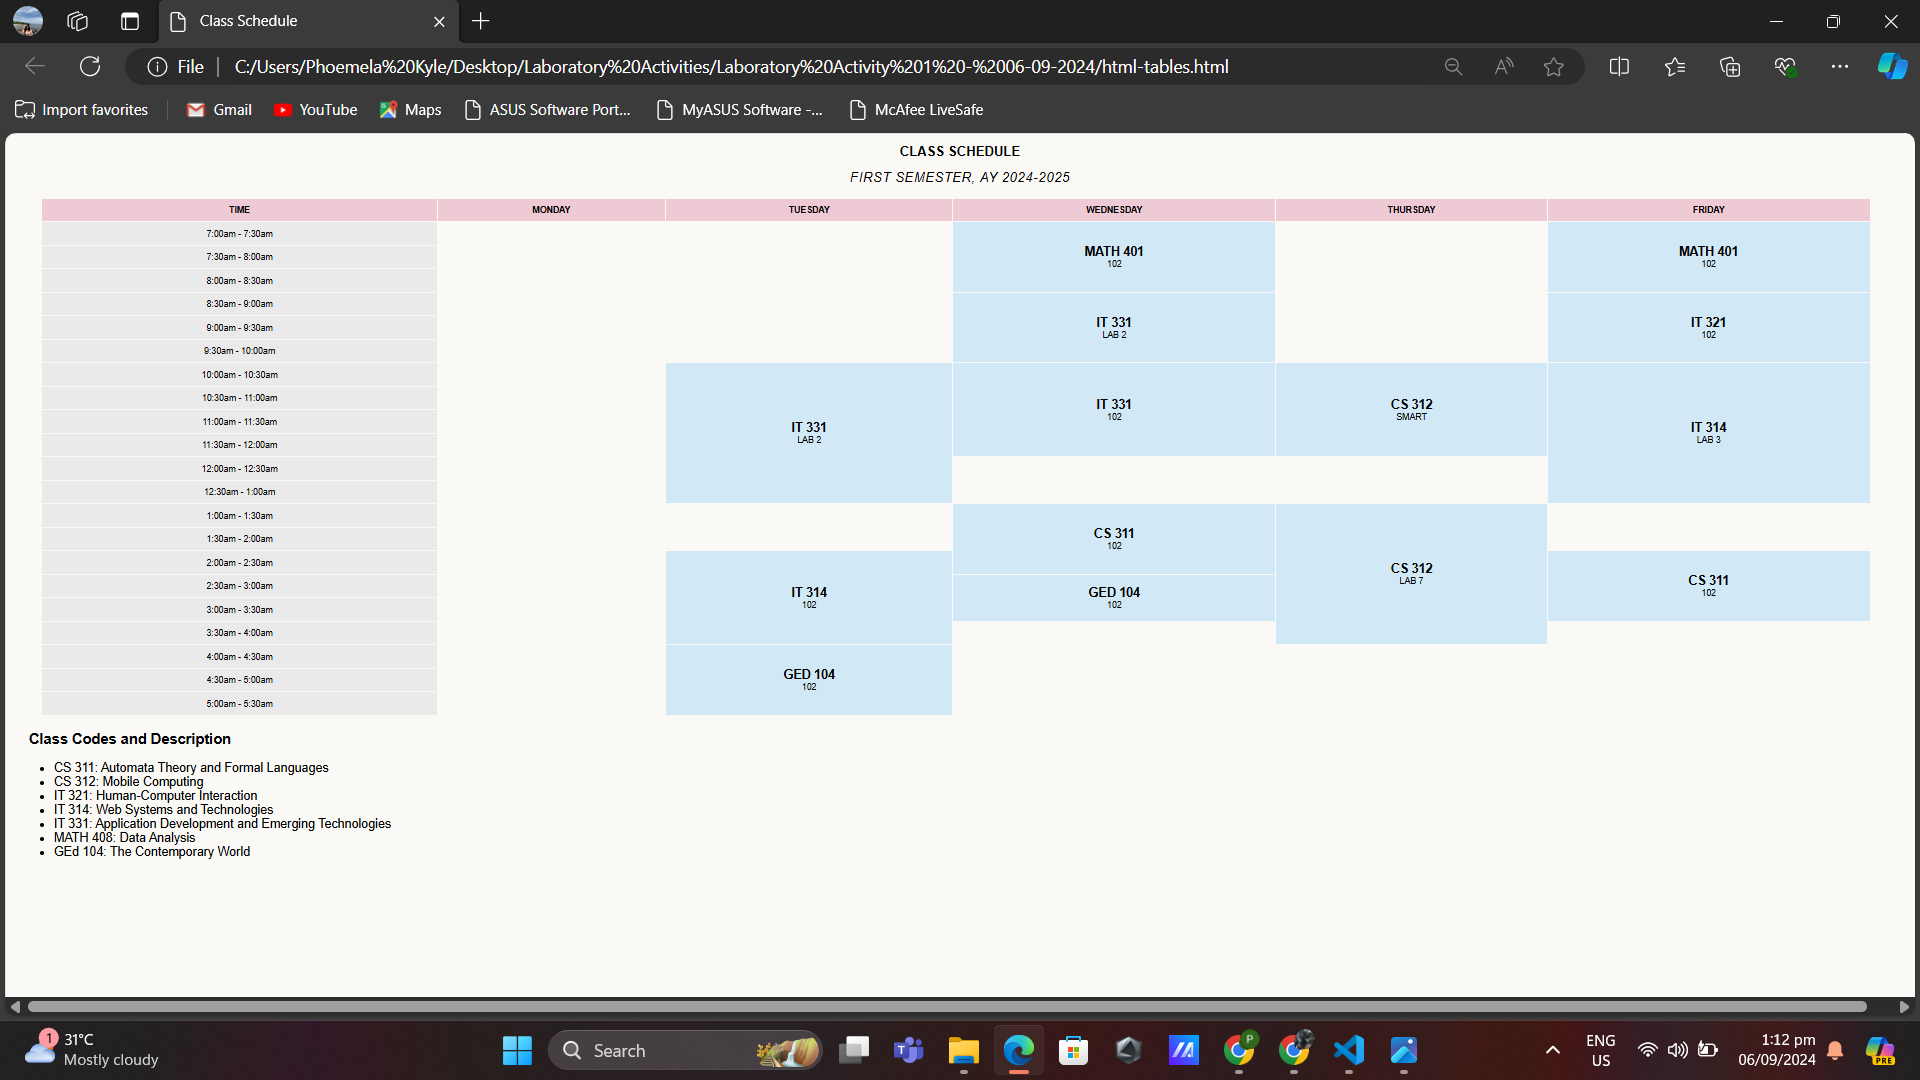 Class Schedule
File
C:/Users/Phoemela%20Kyle/Desktop/Laboratory%20Activities/Laboratory%20Activity%201%20-%2006-09-2024/html-tables.html
Import favorites
Gmail
YouTube
Maps
ASUS Software Port...
MyASUS Software -...
McAfee LiveSafe
CLASS SCHEDULE
FIRST SEMESTER, AY 2024-2025
TIME MONDAY TUESDAY WEDNESDAY THURSDAY FRIDAY
7:00am - 7:30am
7:30am - 8:00am
8:00am - 8:30am
8:30am - 9:00am
9:00am - 9:30am
9:30am - 10:00am
10:00am - 10:30am
10:30am - 11:00am
11:00am - 11:30am
11:30am - 12:00am
12:00am - 12:30am
12:30am - 1:00am
1:00am - 1:30am
1:30am - 2:00am
2:00am - 2:30am
2:30am - 3:00am
3:00am - 3:30am
3:30am - 4:00am
4:00am - 4:30am
4:30am - 5:00am
5:00am - 5:30am
IT 331
LAB 2
IT 314
102
GED 104
102
MATH 401
102
IT 331
LAB 2
IT 331
102
CS 311
102
GED 104
102
CS 312
SMART
CS 312
LAB 7
MATH 401
102
IT 321
102
IT 314
LAB 3
CS 311
102
Class Codes and Description
CS 311: Automata Theory and Formal Languages
CS 312: Mobile Computing
IT 321: Human-Computer Interaction
IT 314: Web Systems and Technologies
IT 331: Application Development and Emerging Technologies
MATH 408: Data Analysis
GEd 104: The Contemporary World
1
31°C
Mostly cloudy
Search
P
ENG
US
1:12 pm
06/09/2024
PRE